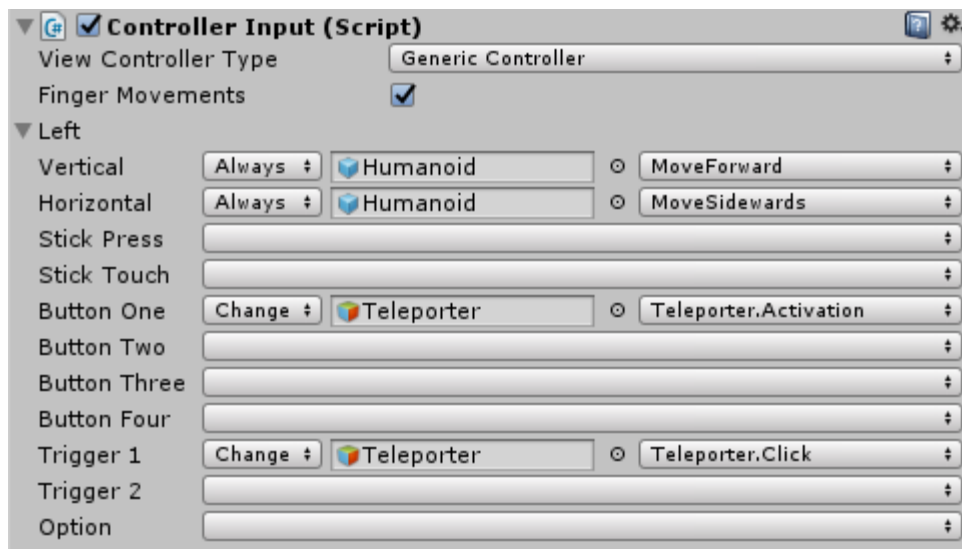 Controller Input (Script)
View Controller Type Generic Controller
Finger Movements
Left
Vertical Always Humanoid MoveForward
Horizontal Always Humanoid MoveSidewards
Stick Press
Stick Touch
Button One Change Teleporter Teleporter.Activation
Button Two
Button Three
Button Four
Trigger 1 Change Teleporter Teleporter.Click
Trigger 2
Option